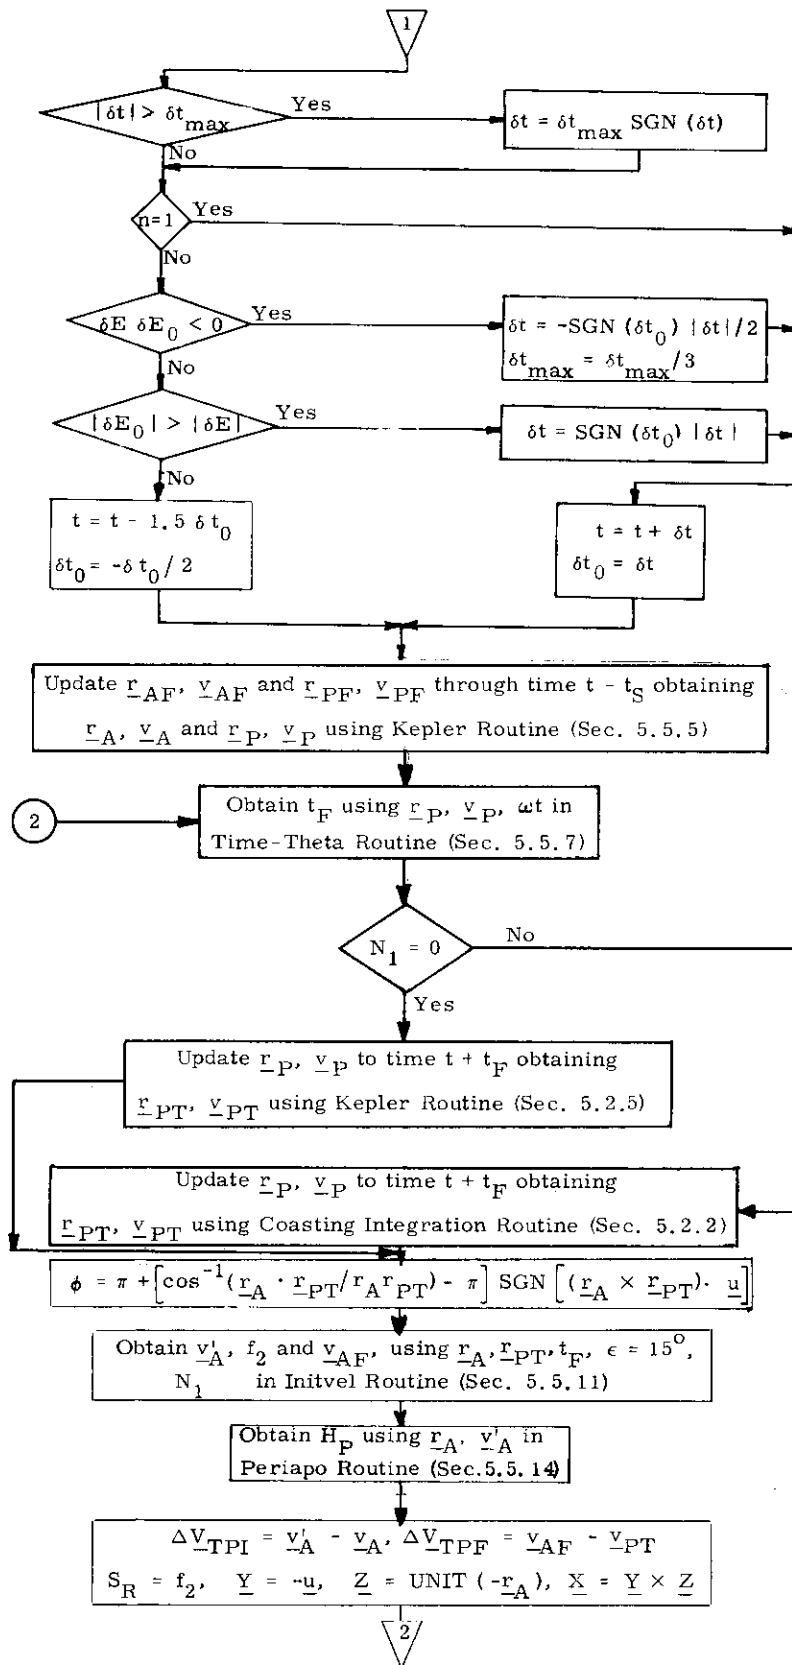 1
|δt| > δt_max
Yes
δt = δt_max SGN (δt)
No
n=1
Yes
No
δE δE_0 < 0
Yes
δt = -SGN (δt_0) |δt|/2
δt_max = δt_max/3
No
|δE_0| > |δE|
Yes
δt = SGN (δt_0) |δt|
No
t = t - 1.5 δt_0
δt_0 = -δt_0/2
t = t + δt
δt_0 = δt
Update r_AF, v_AF and r_PF, v_PF through time t - t_S obtaining
r_A, v_A and r_P, v_P using Kepler Routine (Sec. 5.5.5)
2
Obtain t_F using r_P, v_P, ωt in
Time-Theta Routine (Sec. 5.5.7)
N_1 = 0
No
Yes
Update r_P, v_P to time t + t_F obtaining
r_PT, v_PT using Kepler Routine (Sec. 5.2.5)
Update r_P, v_P to time t + t_F obtaining
r_PT, v_PT using Coasting Integration Routine (Sec. 5.2.2)
ϕ = π + [cos^-1(r_A · r_PT/r_A r_PT) - π] SGN [(r_A × r_PT) · u]
Obtain v'_A, f_2 and v_AF, using r_A, r_PT, t_F, ϵ = 15°,
N_1 in Initvel Routine (Sec. 5.5.11)
Obtain H_P using r_A, v'_A in
Periapo Routine (Sec.5.5.14)
ΔV_TPI = v'_A - v_A, ΔV_TPF = v_AF - v_PT
S_R = f_2, Y = -u, Z = UNIT (-r_A), X = Y × Z
2